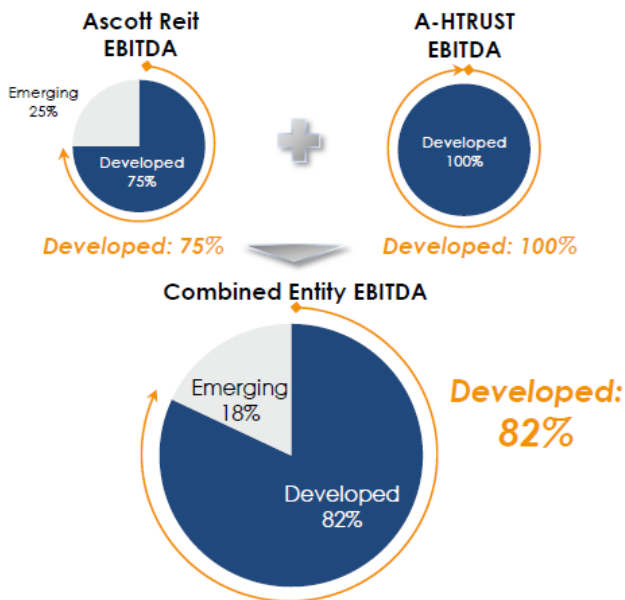 Ascott Reit
EBITDA
A-HTRUST
EBITDA
Emerging
25%
Developed
75%
Developed
100%
Developed: 75%
Developed: 100%
Combined Entity EBITDA
Emerging
18%
Developed
82%
Developed:
82%